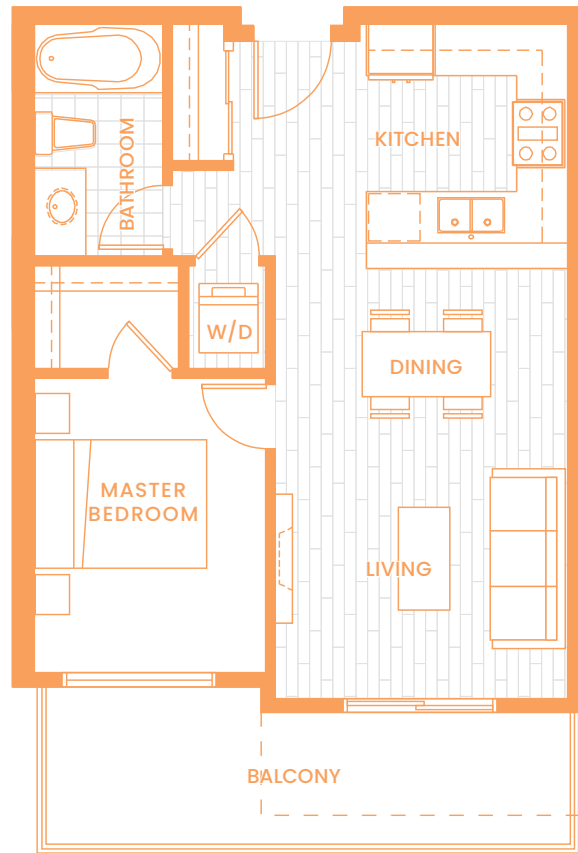 KITCHEN
BATHROOM
W/D
DINING
MASTER
BEDROOM
LIVING
BALCONY